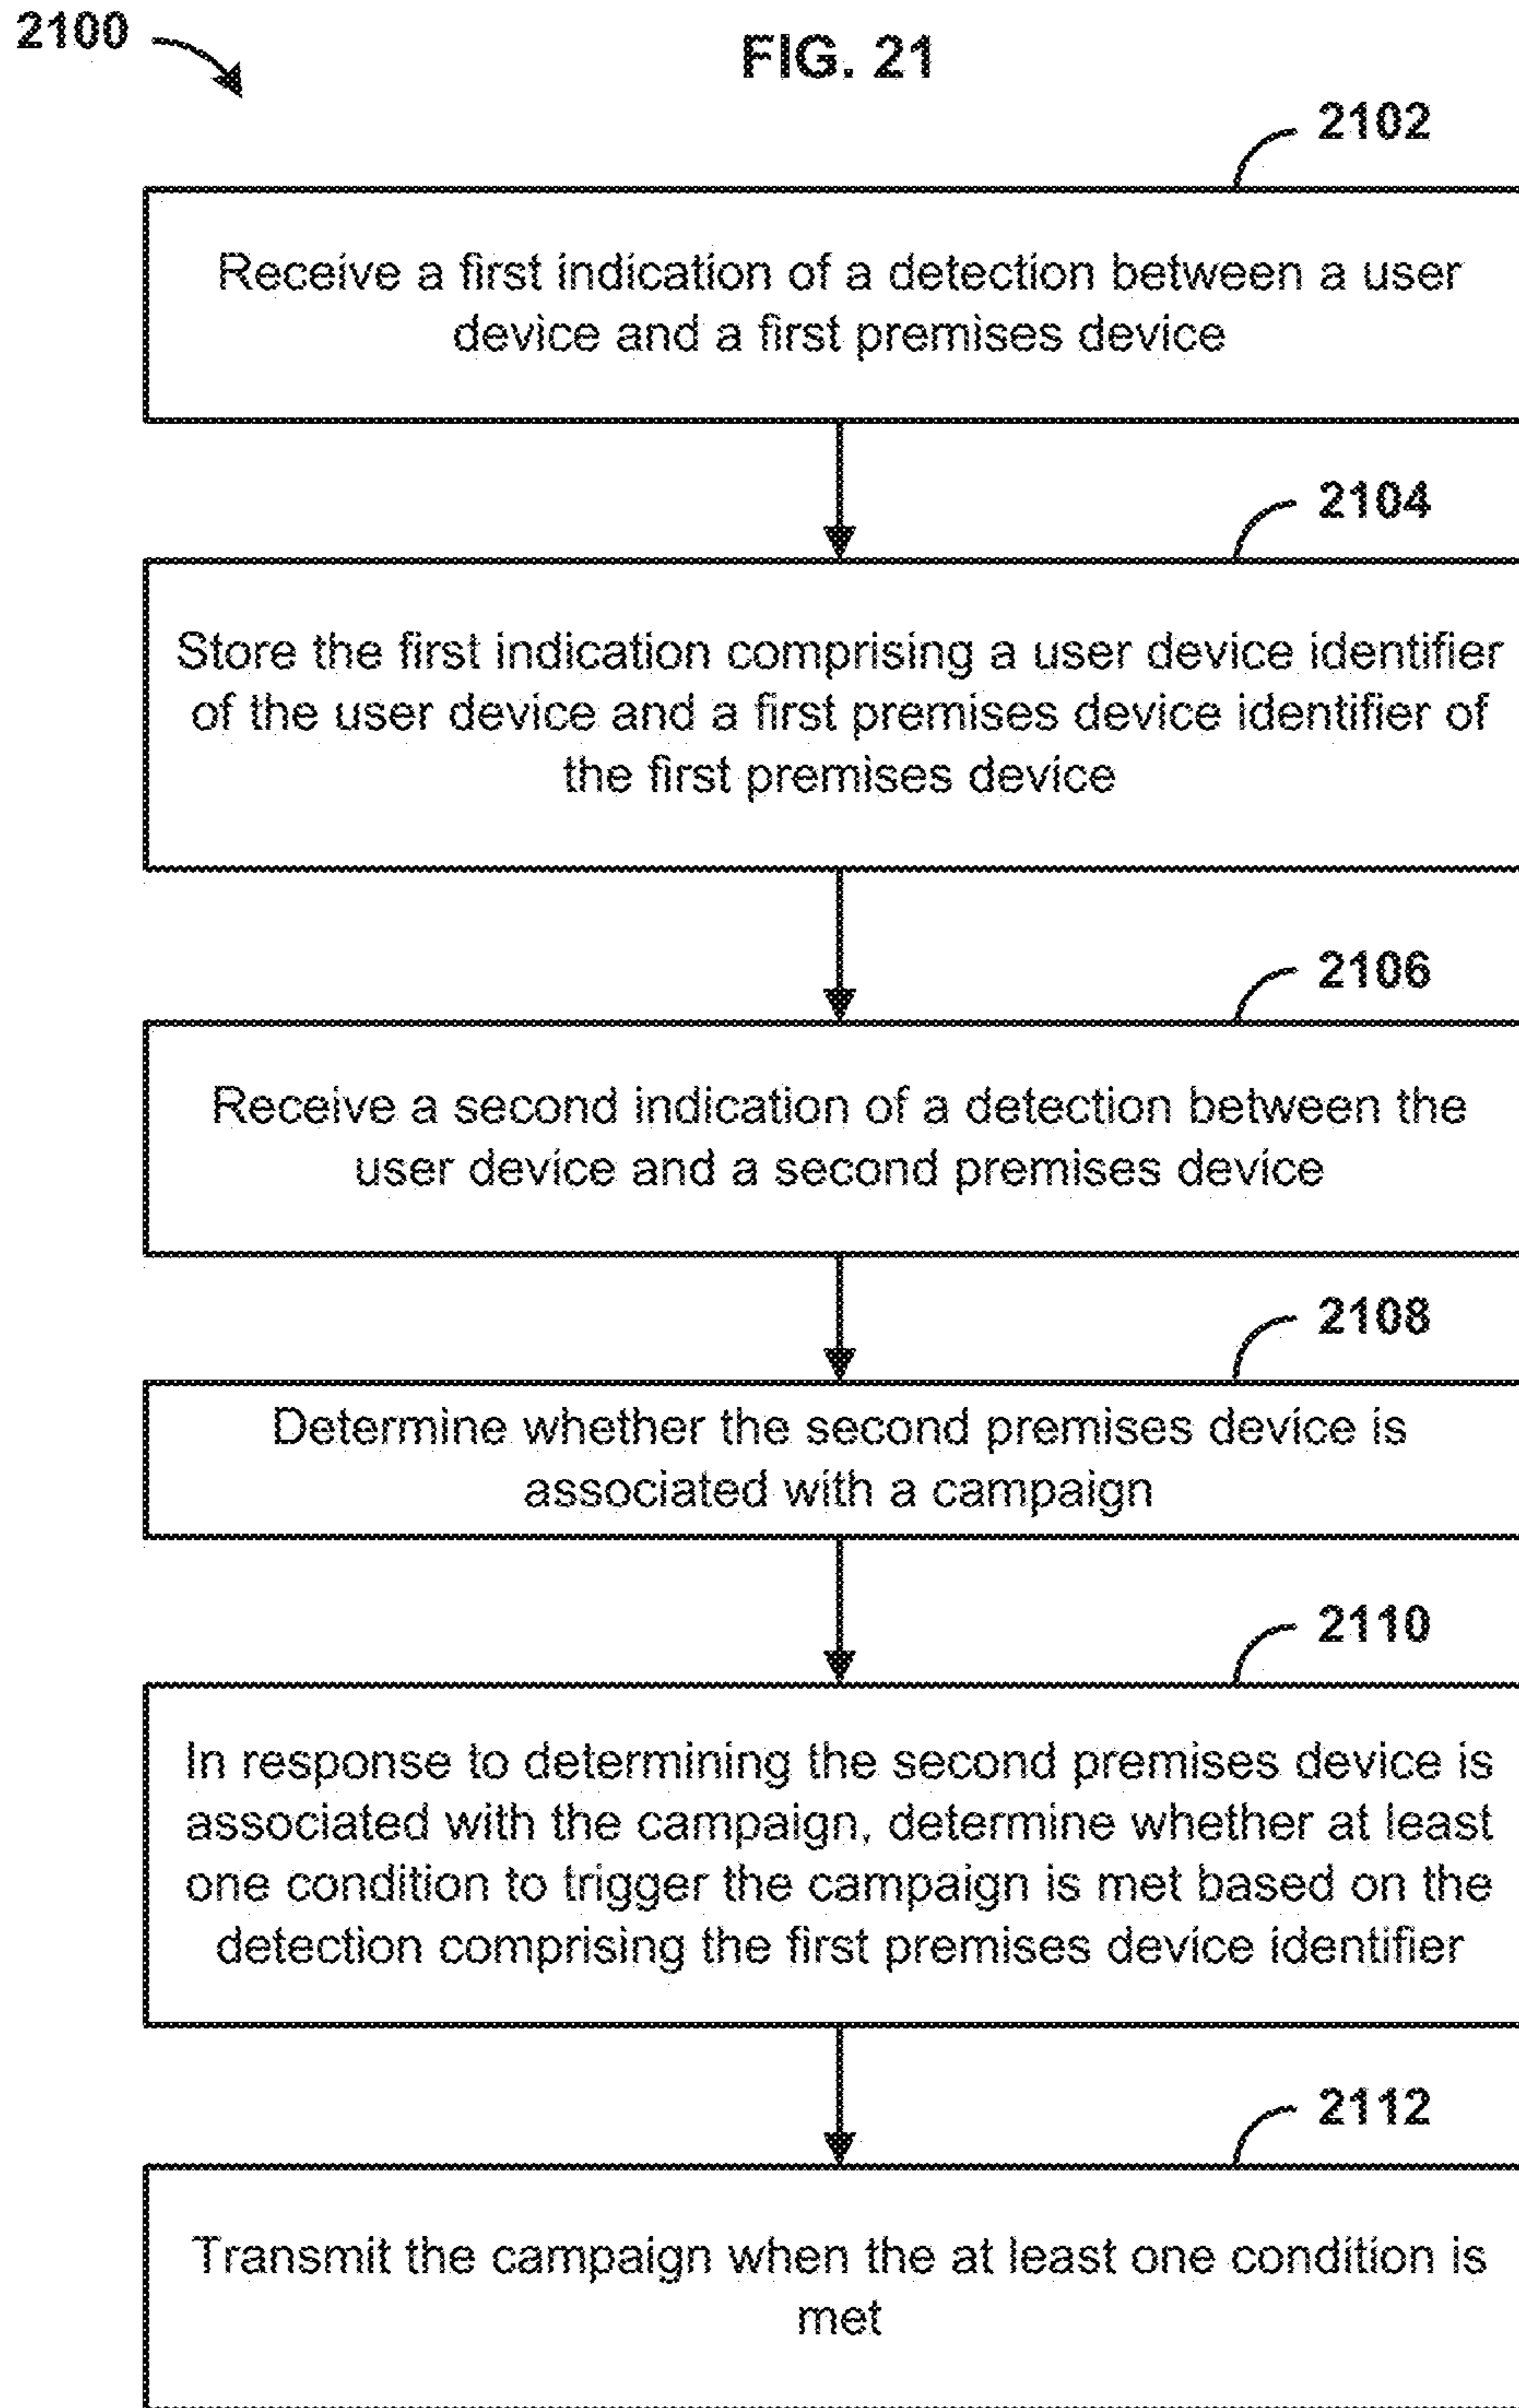 2100
FIG. 21
2102
Receive a first indication of a detection between a user
device and a first premises device
2104
Store the first indication comprising a user device identifier
of the user device and a first premises device identifier of
the first premises device
2106
Receive a second indication of a detection between the
user device and a second premises device
2108
Determine whether the second premises device is
associated with a campaign
2110
In response to determining the second premises device is
associated with the campaign, determine whether at least
one condition to trigger the campaign is met based on the
detection comprising the first premises device identifier
2112
Transmit the campaign when the at least one condition is
met